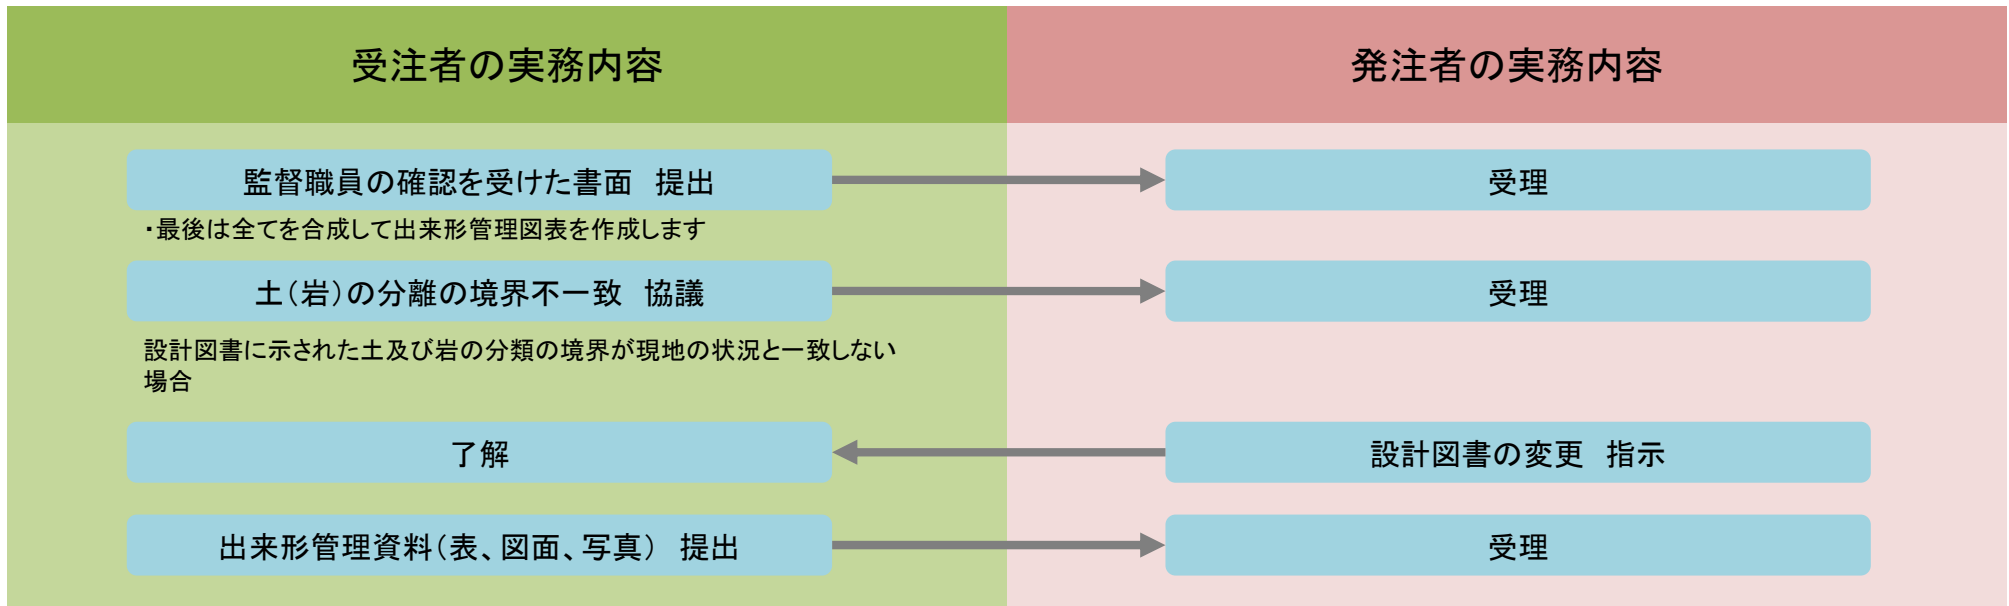 受注者の実務内容
発注者の実務内容
監督職員の確認を受けた書面　提出
受理
・最後は全てを合成して出来形管理図表を作成します
土(岩)の分離の境界不一致　協議
受理
設計図書に示された土及び岩の分類の境界が現地の状況と一致しない
場合
了解
設計図書の変更　指示
出来形管理資料(表、図面、写真)　提出
受理